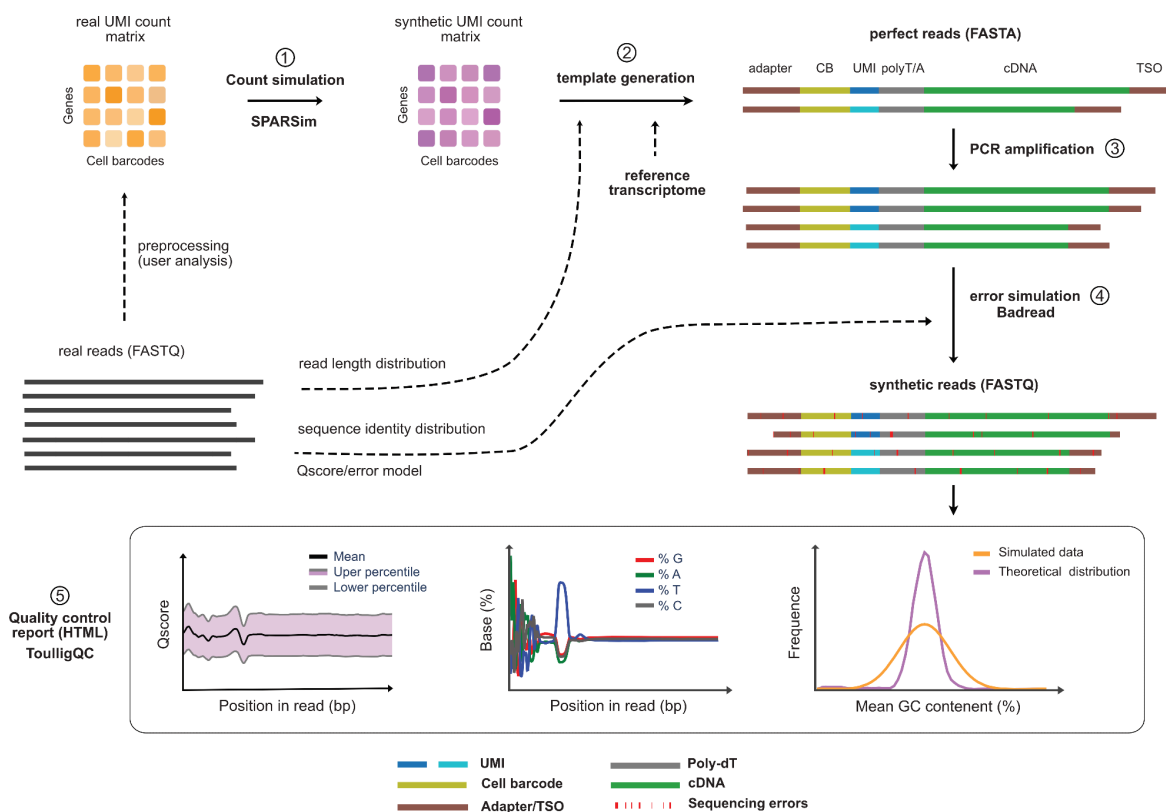 real UMI count
matrix
Genes
Cell barcodes
①
Count simulation
SPARSim
synthetic UMI count
matrix
Genes
Cell barcodes
②
template generation
reference
transcriptome
perfect reads (FASTA)
adapter CB UMI polyT/A cDNA TSO
PCR amplification ③
error simulation ④
Badread
preprocessing
(user analysis)
real reads (FASTQ)
read length distribution
sequence identity distribution
Qscore/error model
synthetic reads (FASTQ)
⑤
Quality control
report (HTML)
ToulligQC
Qscore
Mean
Uper percentile
Lower percentile
Position in read (bp)
Base (%)
% G
% A
% T
% C
Position in read (bp)
Frequency
Simulated data
Theoretical distribution
Mean GC contenent (%)
UMI
Cell barcode
Adapter/TSO
Poly-dT
cDNA
Sequencing errors